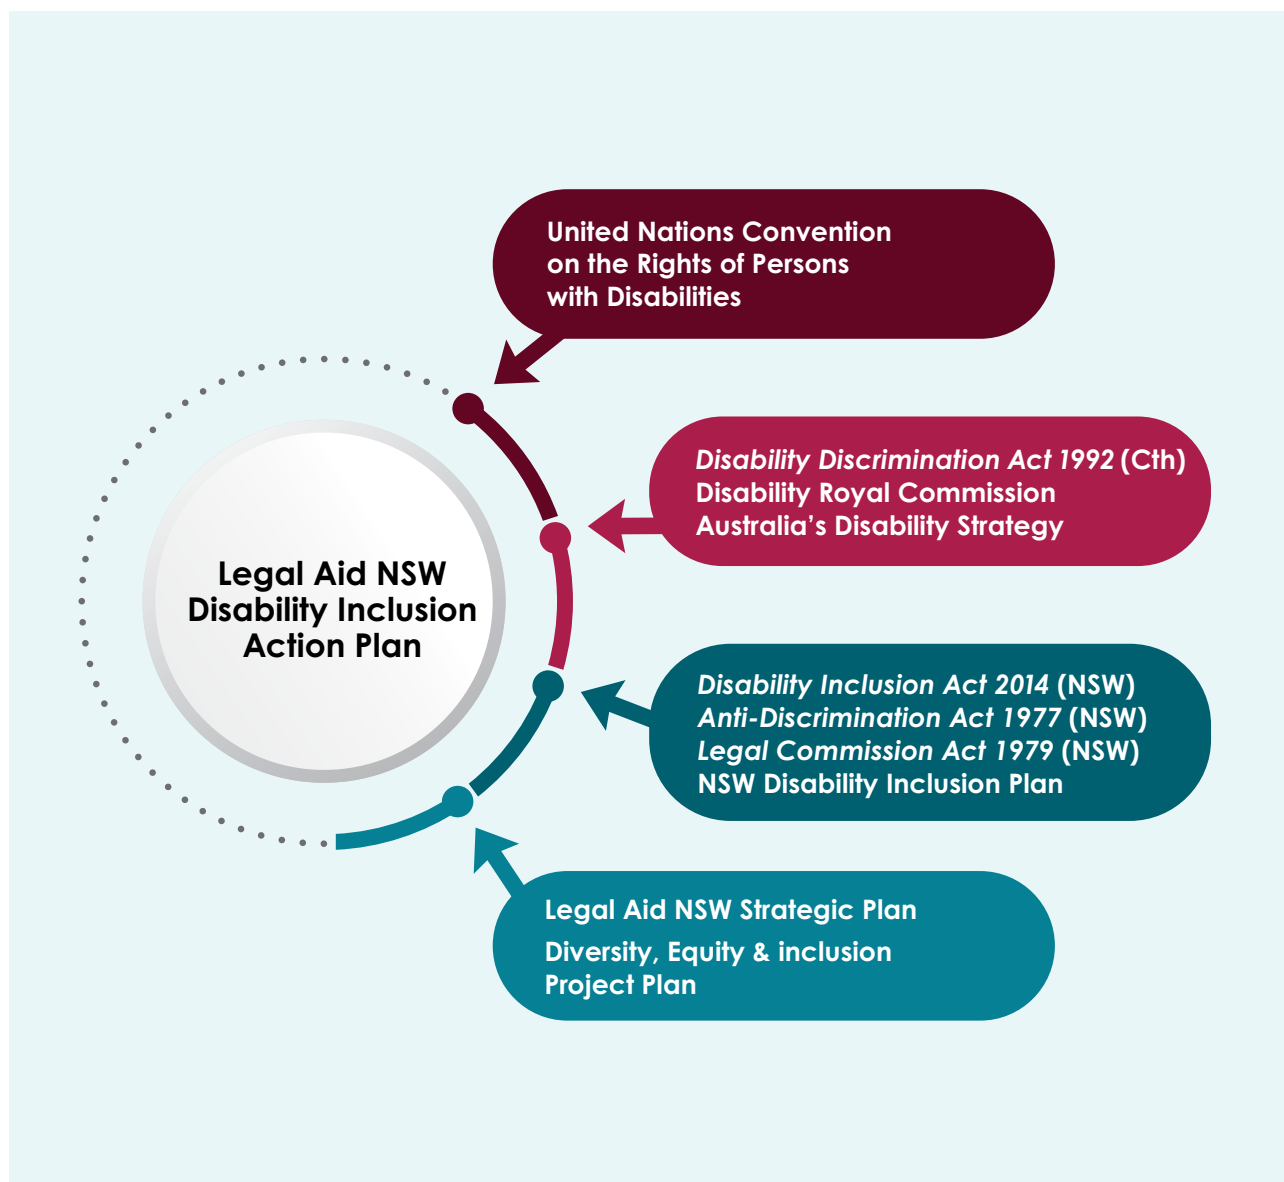 United Nations Convention
on the Rights of Persons
with Disabilities
Disability Discrimination Act 1992 (Cth)
Disability Royal Commission
Australia’s Disability Strategy
Legal Aid NSW
Disability Inclusion
Action Plan
Disability Inclusion Act 2014 (NSW)
Anti-Discrimination Act 1977 (NSW)
Legal Commission Act 1979 (NSW)
NSW Disability Inclusion Plan
Legal Aid NSW Strategic Plan
Diversity, Equity & inclusion
Project Plan